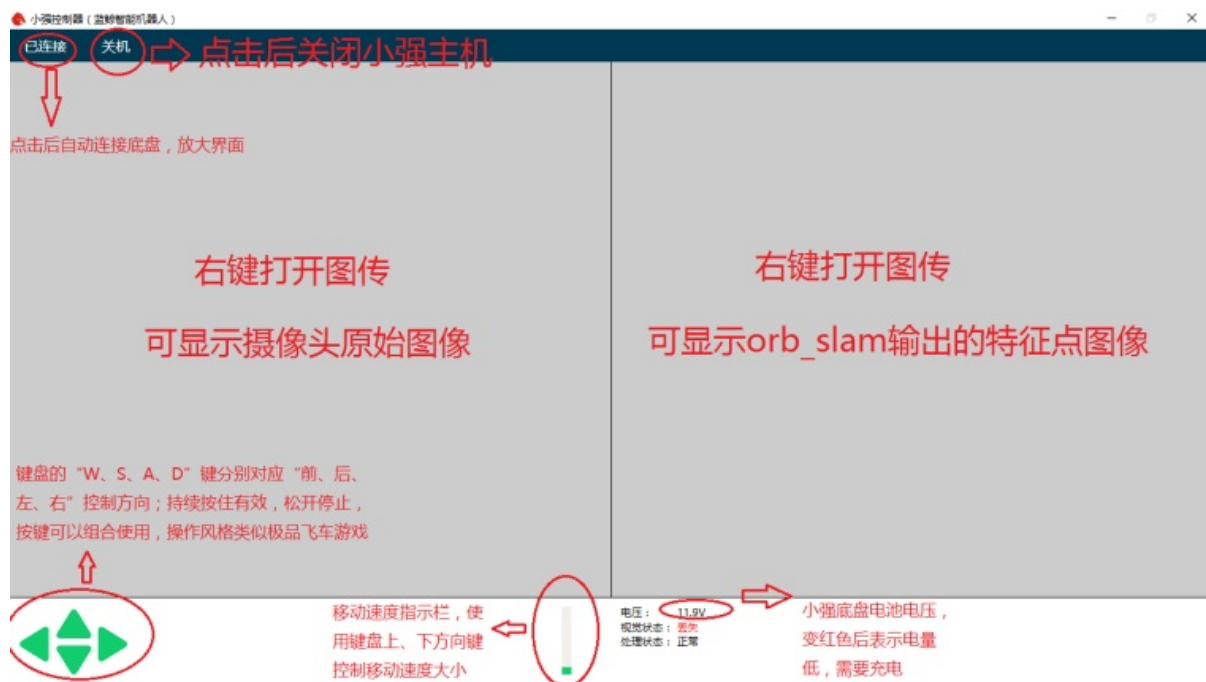 小强控制器（蓝鲸智能机器人）
已连接 关机 点击后关闭小强主机
点击后自动连接底盘，放大界面
右键打开图传
可显示摄像头原始图像
右键打开图传
可显示orb_slam输出的特征点图像
键盘的“W、S、A、D”键分别对应“前、后、
左、右”控制方向；持续按住有效，松开停止，
按键可以组合使用，操作风格类似极品飞车游戏
移动速度指示栏，使
用键盘上、下方向键
控制移动速度大小
电压： 11.9V
视觉状态： 丢失
处理状态： 正常
小强底盘电池电压，
变红色后表示电量
低，需要充电